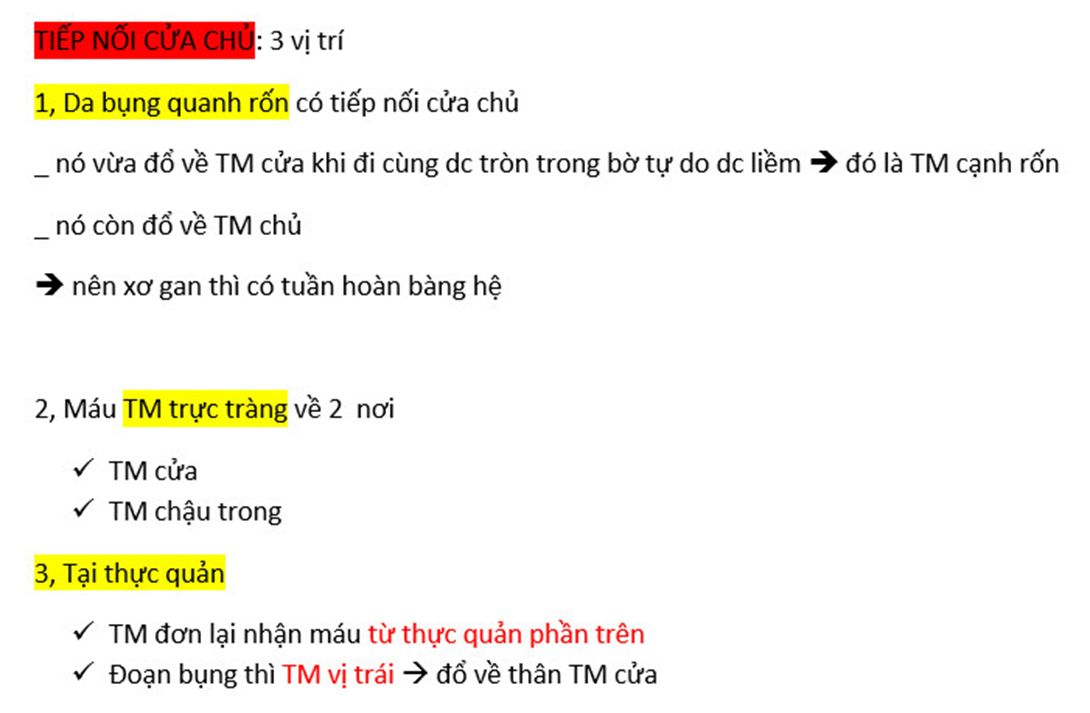 TIẾP NỐI CỬA CHỦ: 3 vị trí
1, Da bụng quanh rốn có tiếp nối cửa chủ
_ nó vừa đổ về TM cửa khi đi cùng dc tròn trong bờ tự do dc liềm ➔ đó là TM cạnh rốn
_ nó còn đổ về TM chủ
➔ nên xơ gan thì có tuần hoàn bàng hệ
2, Máu TM trực tràng về 2 nơi
✓ TM cửa
✓ TM chậu trong
3, Tại thực quản
✓ TM đơn lại nhận máu từ thực quản phần trên
✓ Đoạn bụng thì TM vị trái → đổ về thân TM cửa